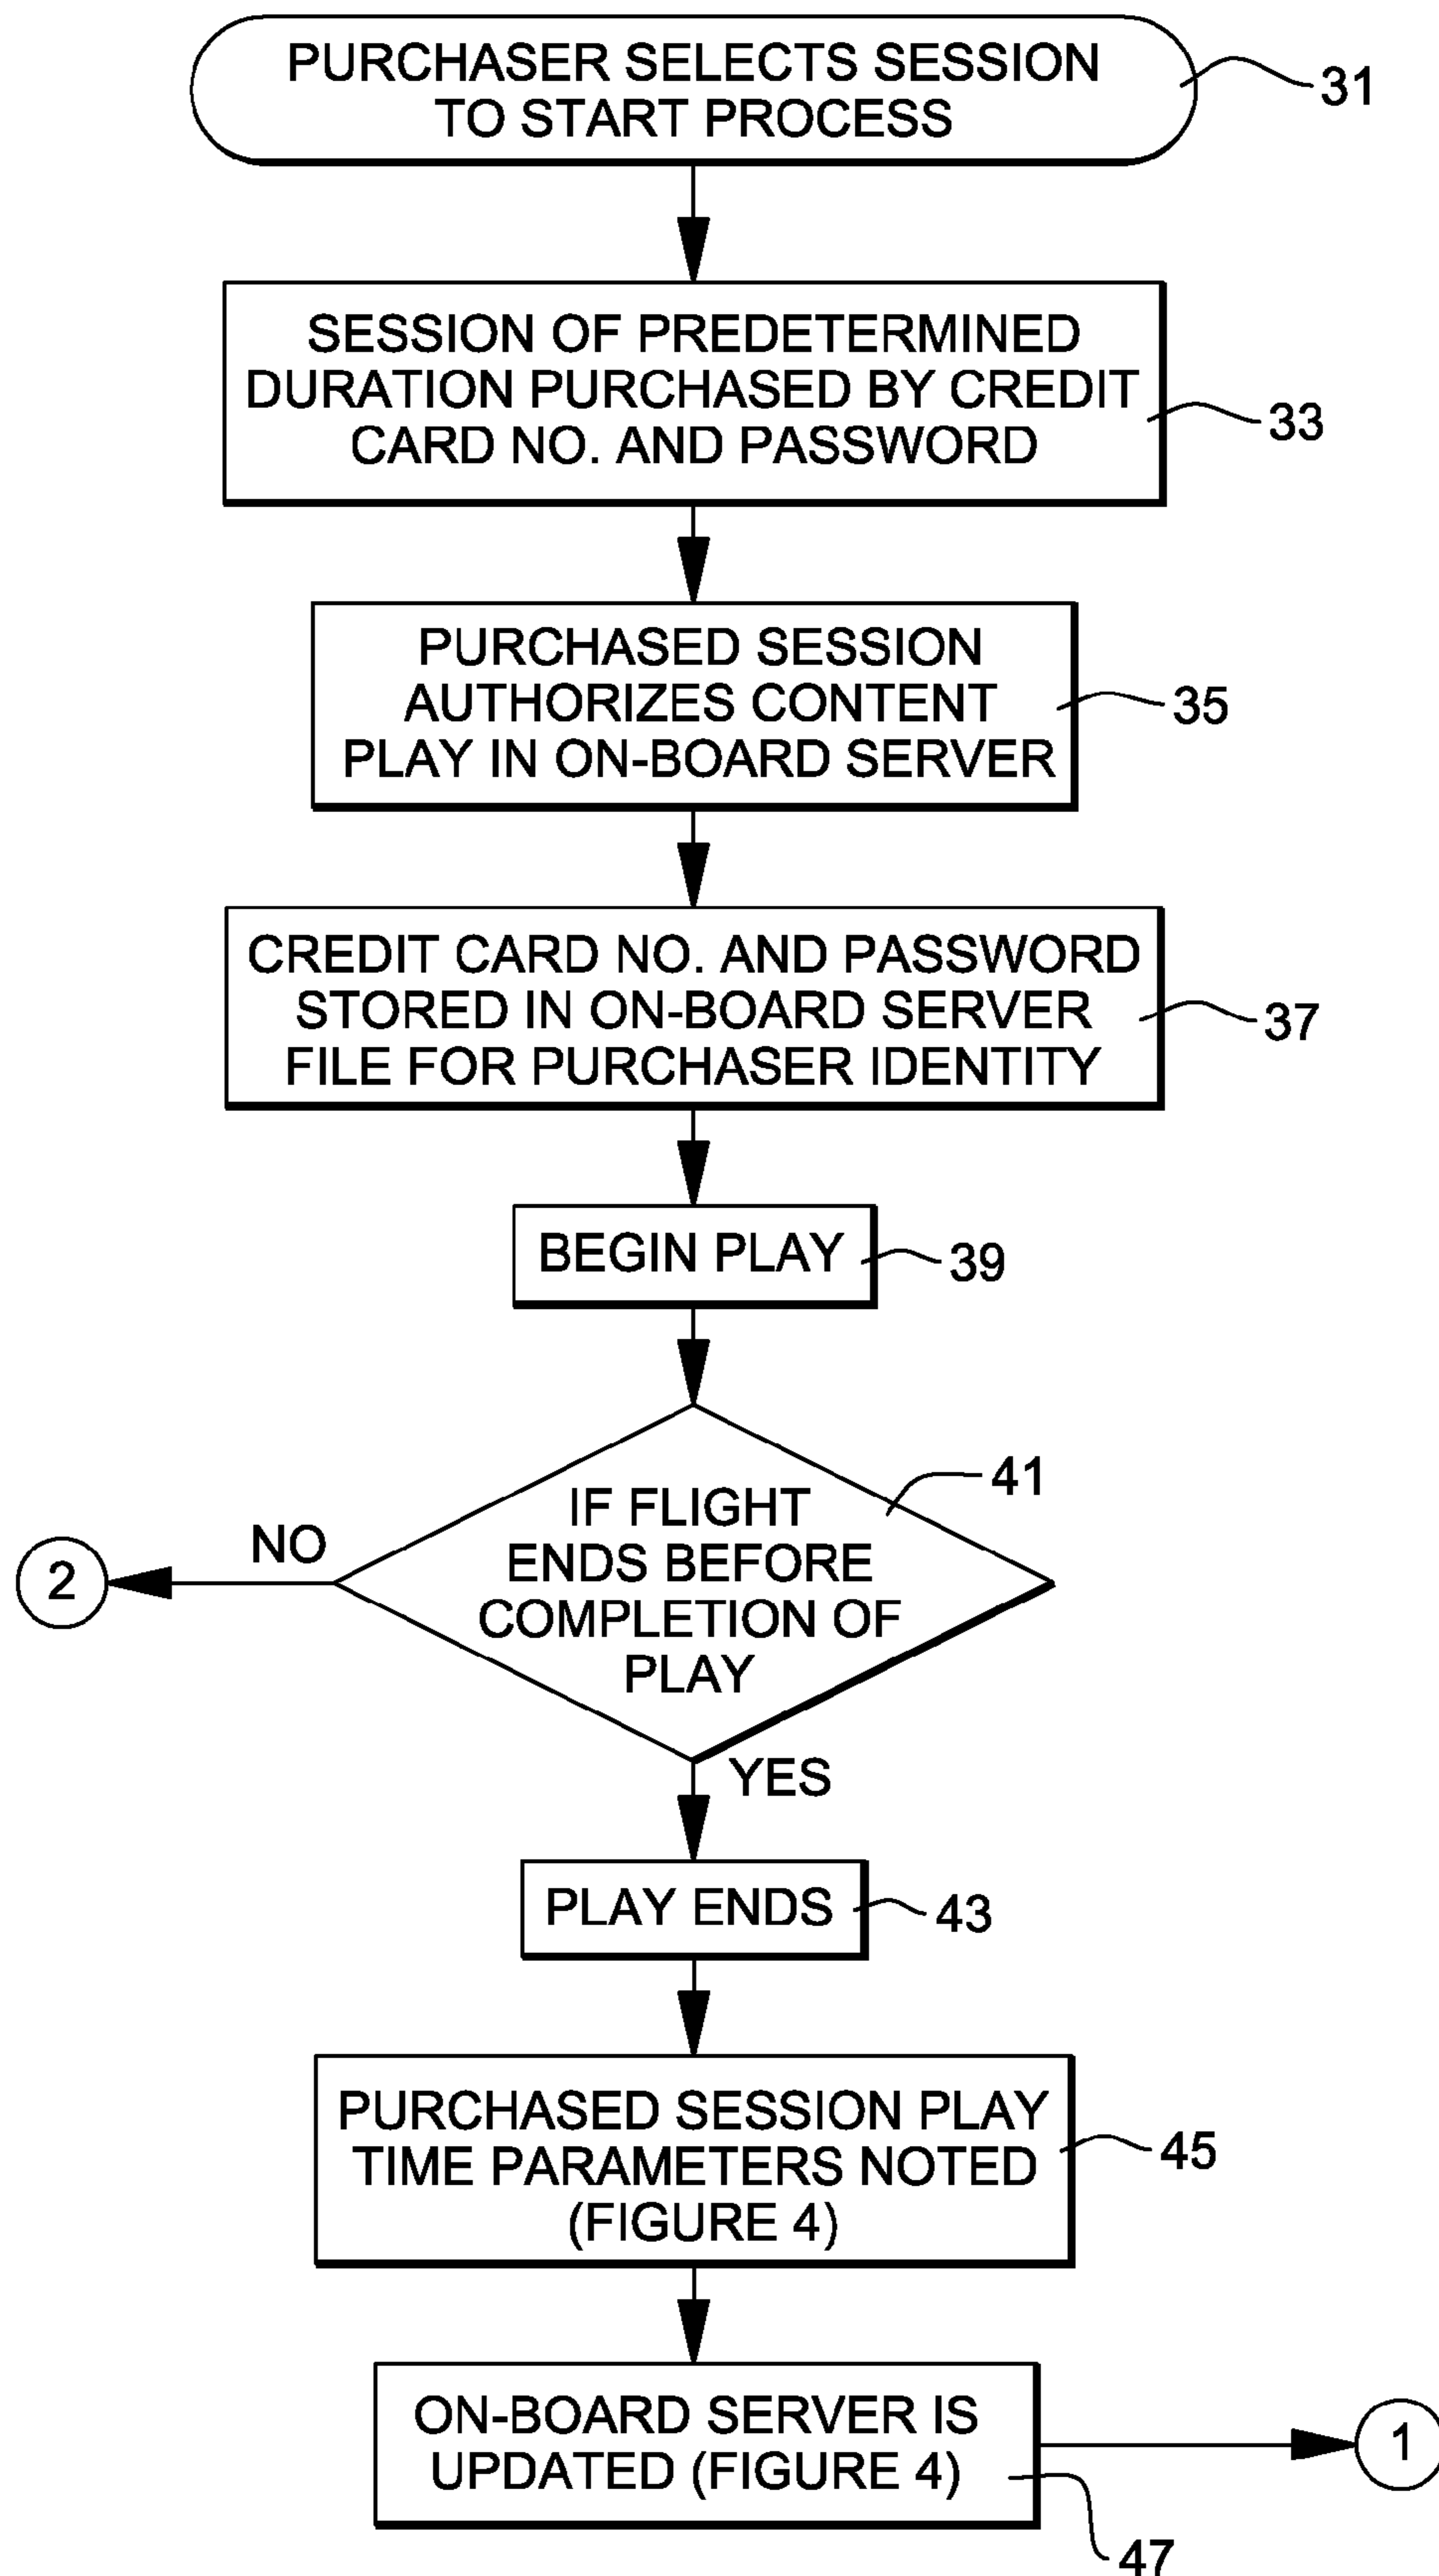 PURCHASER SELECTS SESSION
TO START PROCESS
31
SESSION OF PREDETERMINED
DURATION PURCHASED BY CREDIT
CARD NO. AND PASSWORD
33
PURCHASED SESSION
AUTHORIZES CONTENT
PLAY IN ON-BOARD SERVER
35
CREDIT CARD NO. AND PASSWORD
STORED IN ON-BOARD SERVER
FILE FOR PURCHASER IDENTITY
37
BEGIN PLAY
39
41
IF FLIGHT
ENDS BEFORE
COMPLETION OF
PLAY
NO
2
YES
PLAY ENDS
43
PURCHASED SESSION PLAY
TIME PARAMETERS NOTED
(FIGURE 4)
45
ON-BOARD SERVER IS
UPDATED (FIGURE 4)
1
47